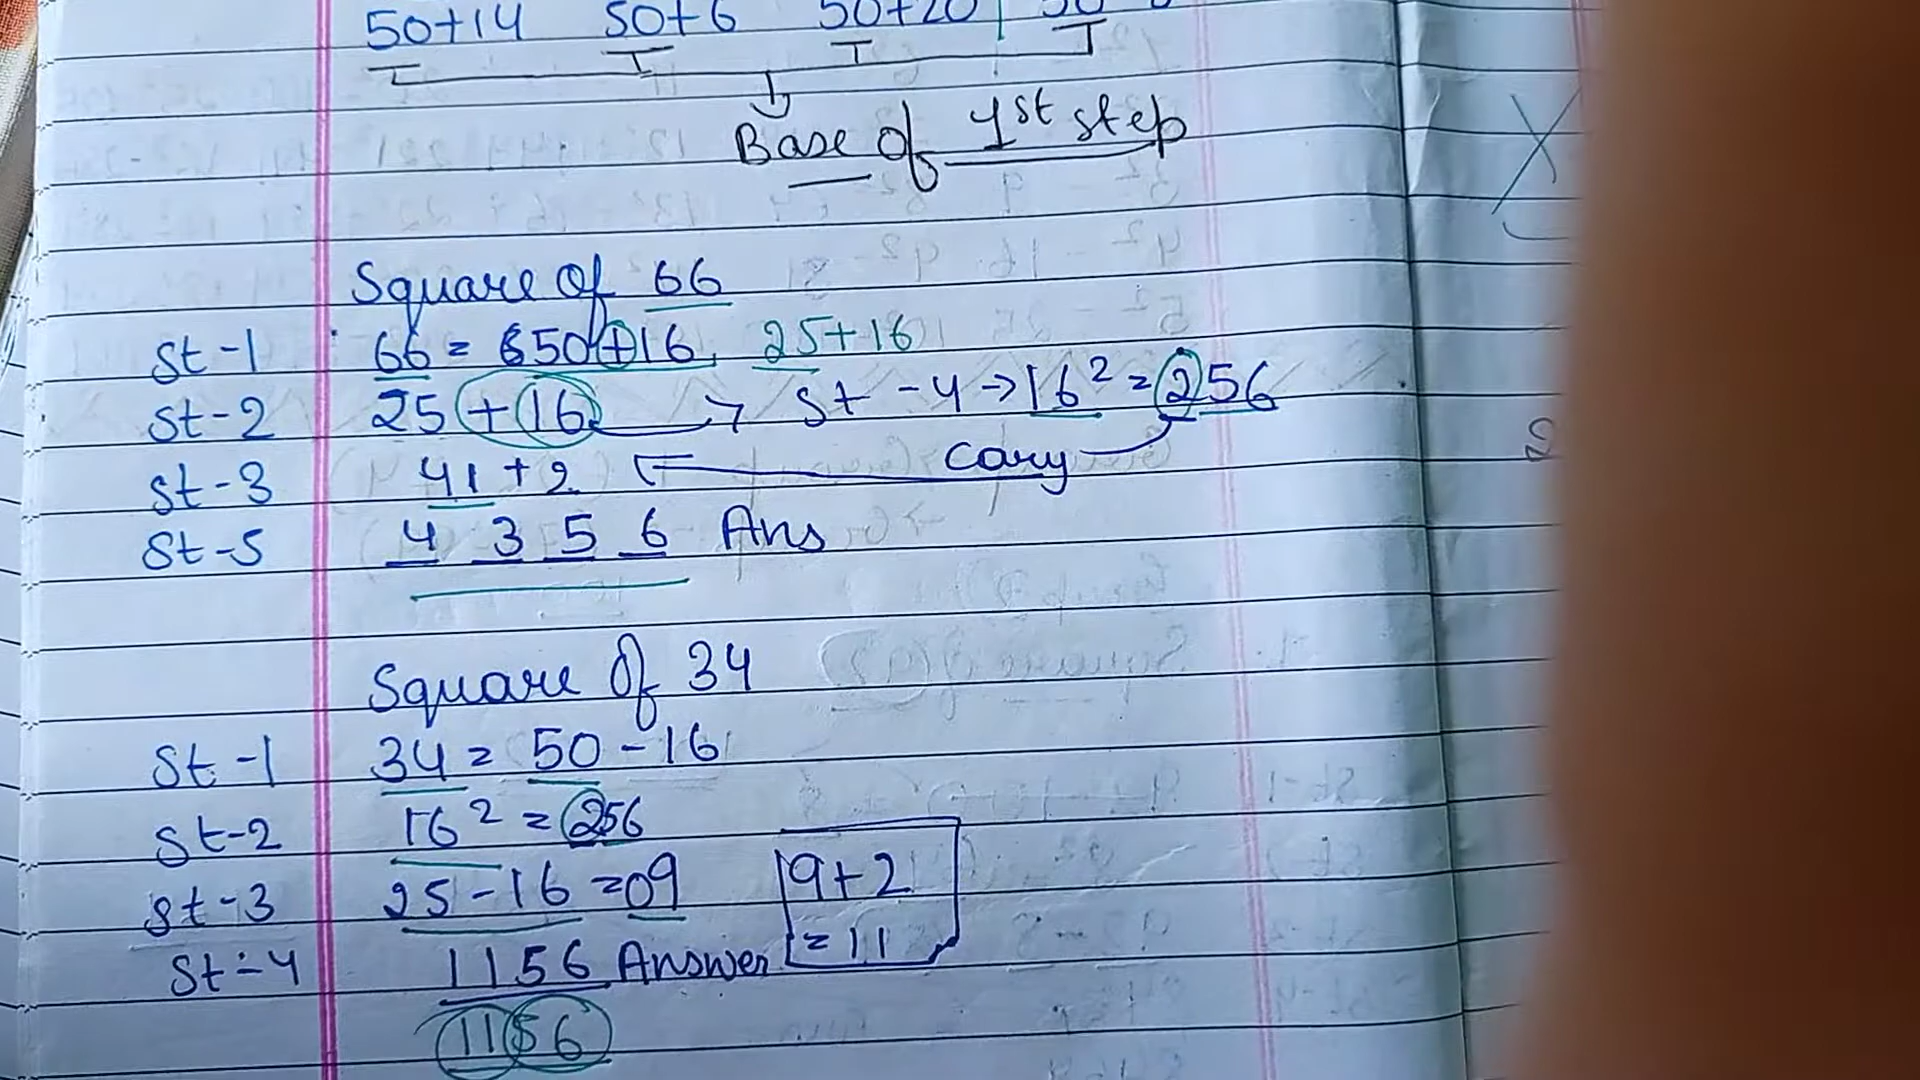 50+14 50+6 50+20
Base of 1st step
Square of 66
st-1 66 = 650+16, 25+16
st-2 25 + 16 → st-4 → 16² = 256
st-3 41+2 cary
st-5 4 3 5 6 Ans
Square of 34
st-1 34 = 50-16
st-2 16² = 256
st-3 25-16 = 09 9+2
= 11
st-4 1156 Answer
1156